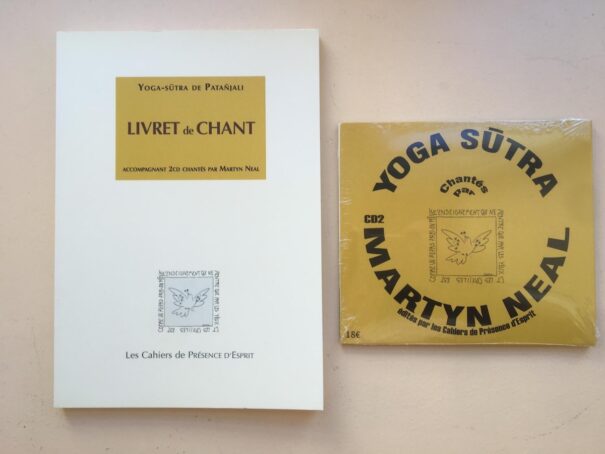 YOGA-SŪTRA DE PATAÑJALI
LIVRET de CHANT
ACCOMPAGNANT 2CD CHANTÉS PAR MARTYN NEAL
Les Cahiers de PRÉSENCE D'ESPRIT
YOGA SŪTRA
Chantés
par
CD2
MARTYN NEAL
édités par les Cahiers de Présence d'Esprit
18€